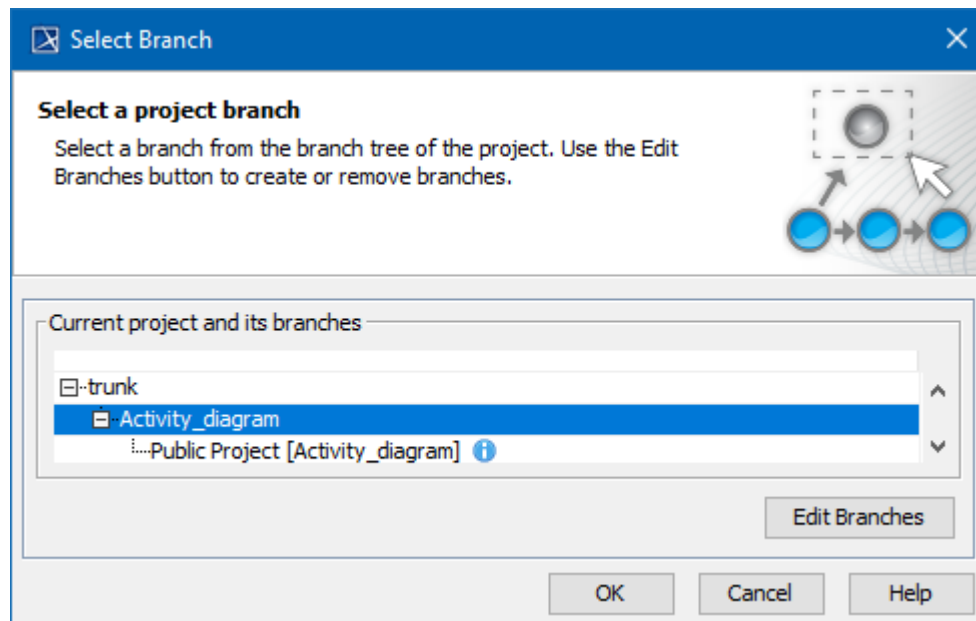 Select Branch
Select a project branch
Select a branch from the branch tree of the project. Use the Edit
Branches button to create or remove branches.
Current project and its branches
trunk
Activity_diagram
Public Project [Activity_diagram]
Edit Branches
OK Cancel Help